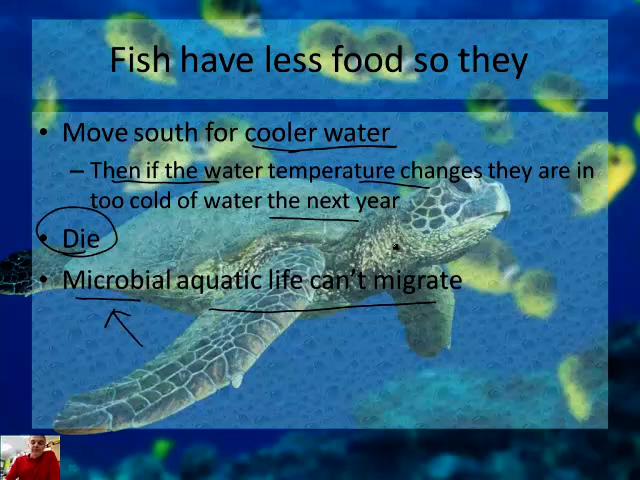 Fish have less food so they
• Move south for cooler water
– Then if the water temperature changes they are in
too cold of water the next year
• Die
• Microbial aquatic life can't migrate